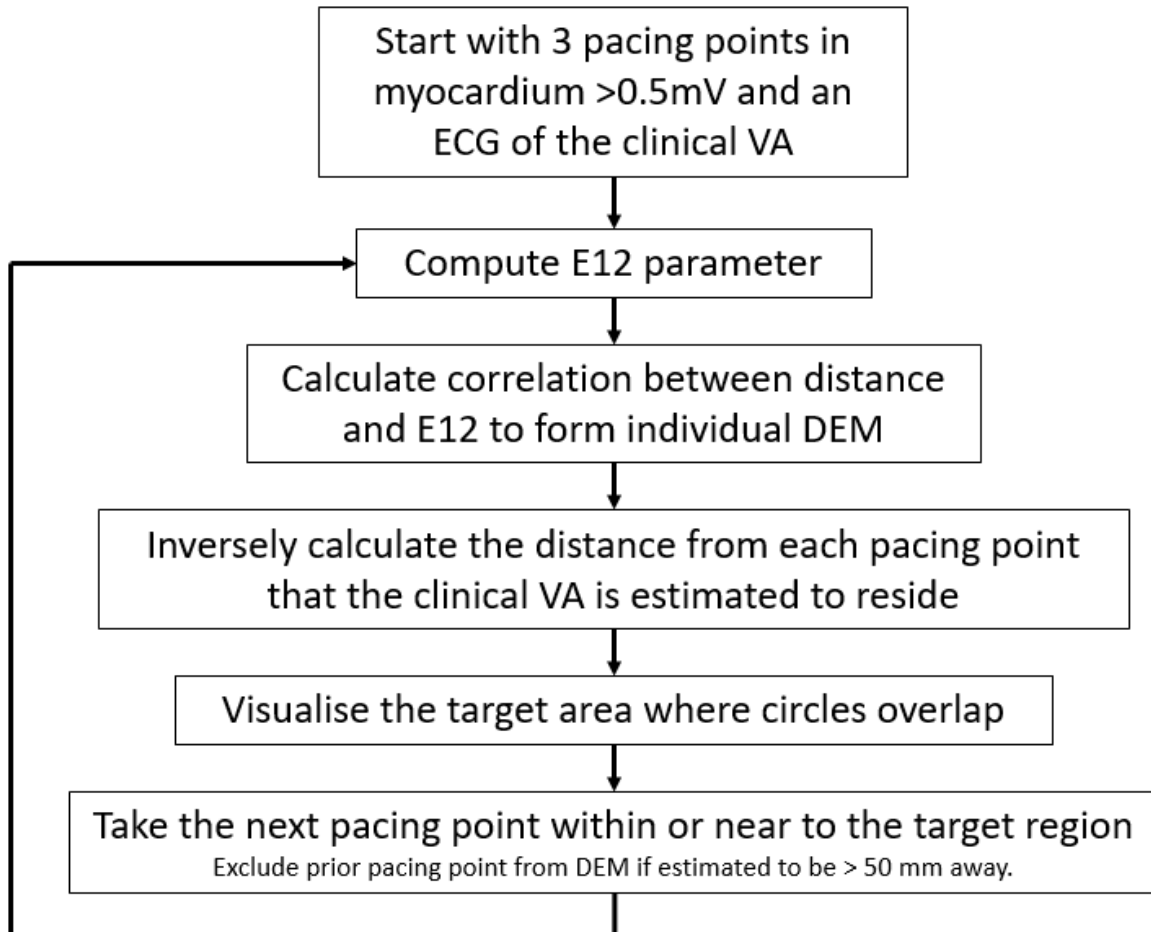 Start with 3 pacing points in
myocardium >0.5mV and an
ECG of the clinical VA
Compute E12 parameter
Calculate correlation between distance
and E12 to form individual DEM
Inversely calculate the distance from each pacing point
that the clinical VA is estimated to reside
Visualise the target area where circles overlap
Take the next pacing point within or near to the target region
Exclude prior pacing point from DEM if estimated to be > 50 mm away.